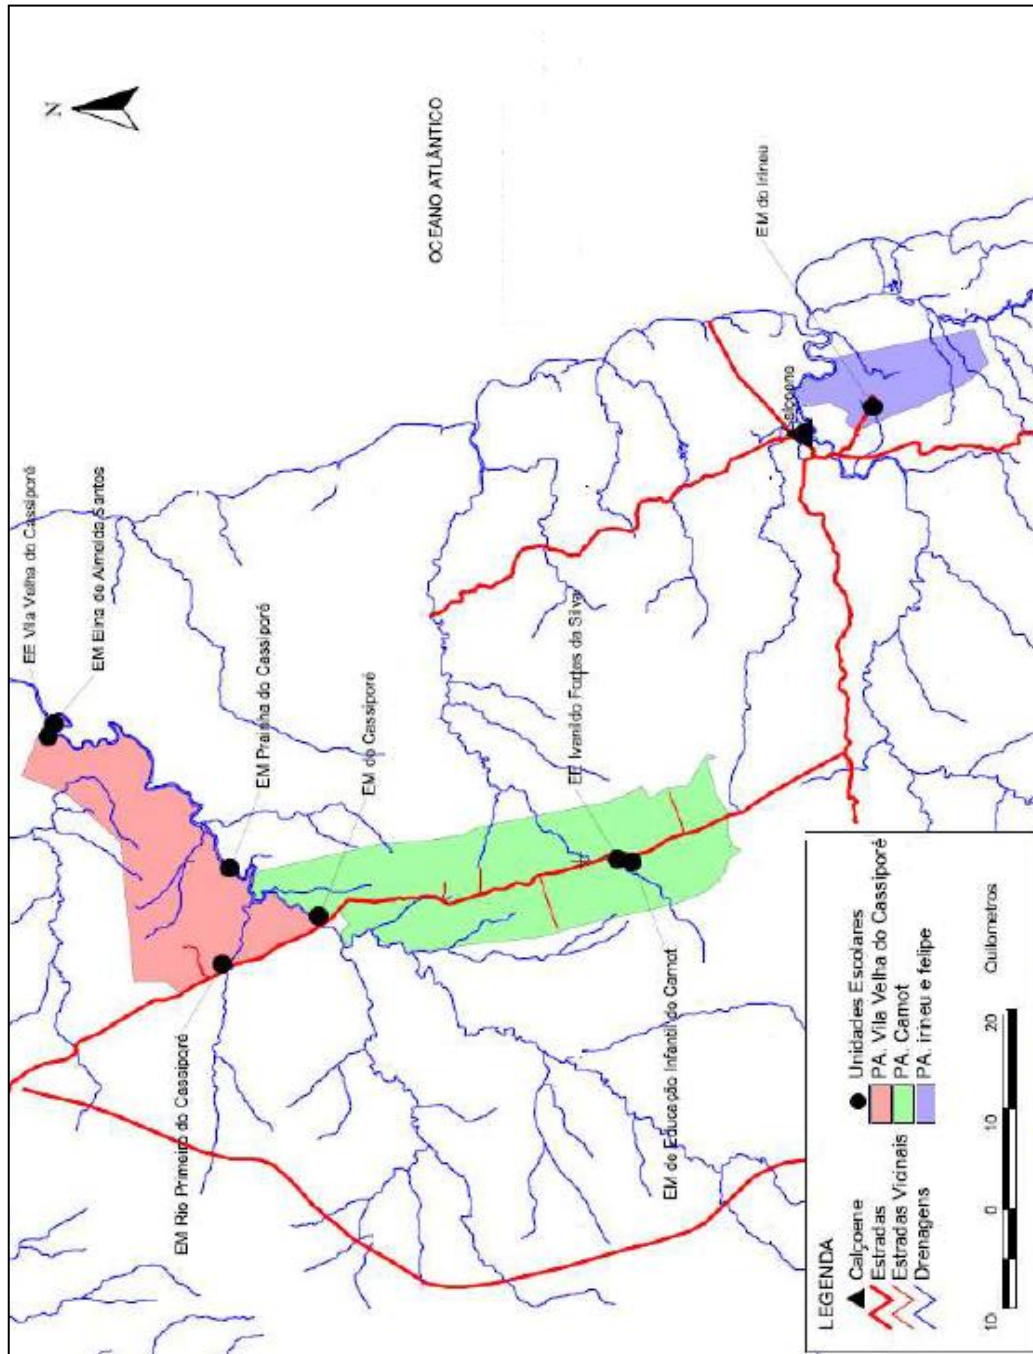 N
OCEANO ATLÂNTICO
EE Vila Velha do Cassiporé
EM Elna de Almeida Santos
EM Prainha do Cassiporé
EM do Cassiporé
EM Rio Primeiro do Cassiporé
EE Ivanildo Fortes da Silva
EM de Educação Infantil do Carnot
EM do Irineu
Calçoene
LEGENDA
Calçoene
Estradas
Estradas Vicinais
Drenagens
Unidades Escolares
PA. Vila Velha do Cassiporé
PA. Carnot
PA. irineu e felipe
10 0 10 20
Quilometros